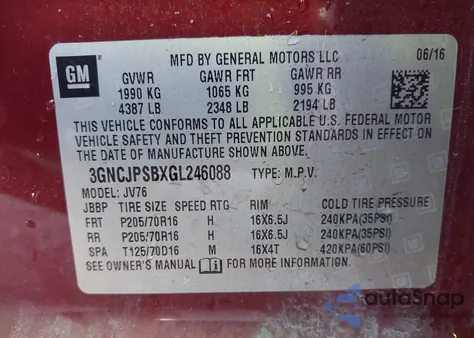 GM
MFD BY GENERAL MOTORS LLC 06/16
GVWR GAWR FRT GAWR RR
1990 KG 1065 KG 995 KG
4387 LB 2348 LB 2194 LB
THIS VEHICLE CONFORMS TO ALL APPLICABLE U.S. FEDERAL MOTOR
VEHICLE SAFETY AND THEFT PREVENTION STANDARDS IN EFFECT ON THE
DATE OF MANUFACTURE SHOWN ABOVE.
3GNCJPSBXGL246088 TYPE: M.P.V.
MODEL: JV76
JBBP TIRE SIZE SPEED RTG RIM COLD TIRE PRESSURE
FRT P205/70R16 H 16X6.5J 240KPA(35PSI)
RR P205/70R16 H 16X6.5J 240KPA(35PSI)
SPA T125/70D16 M 16X4T 420KPA(60PSI)
SEE OWNER'S MANUAL FOR MORE INFORMATION
autoSnap